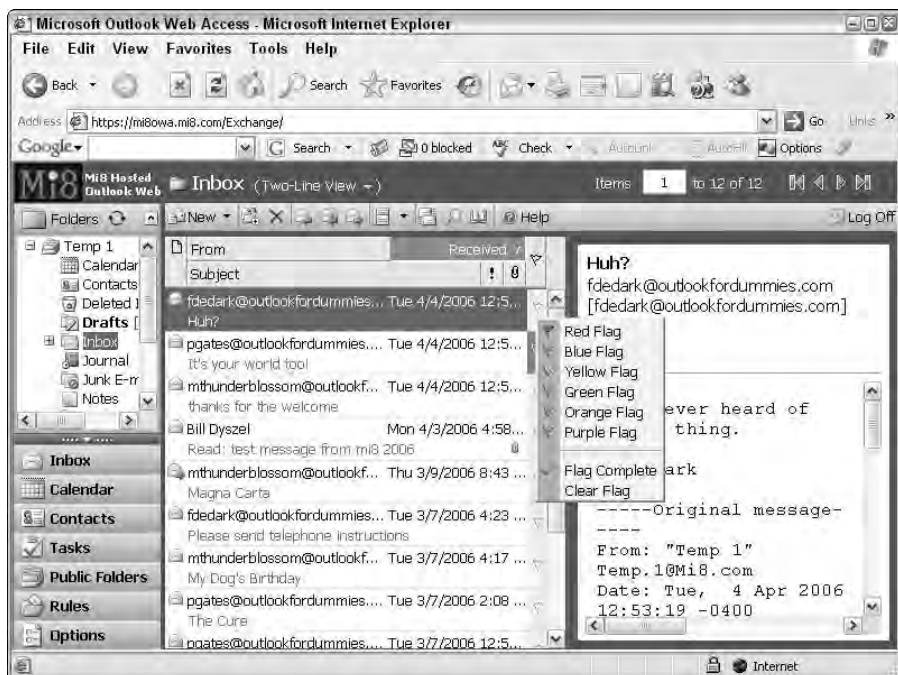 Microsoft Outlook Web Access - Microsoft Internet Explorer
File Edit View Favorites Tools Help
Back Search Favorites
Address https://mi8owa.mi8.com/Exchange/ Go Links »
Google Search 0 blocked Check AutoLink AutoFill Options
Mi8 Mi8 Hosted Outlook Web Inbox (Two-Line View) Items 1 to 12 of 12
Folders New Help Log Off
Temp 1
Calendar
Contacts
Deleted I
Drafts [
Inbox
Journal
Junk E-m
Notes
Inbox
Calendar
Contacts
Tasks
Public Folders
Rules
Options
From Received
Subject
fdedark@outlookfordummies... Tue 4/4/2006 12:5...
Huh?
pgates@outlookfordummies.... Tue 4/4/2006 12:5...
It's your world too!
mthunderblossom@outlookf... Tue 4/4/2006 12:5...
thanks for the welcome
Bill Dyszel Mon 4/3/2006 4:58...
Read: test message from mi8 2006
mthunderblossom@outlookf... Thu 3/9/2006 8:43 ...
Magna Carta
fdedark@outlookfordummies... Tue 3/7/2006 4:23 ...
Please send telephone instructions
mthunderblossom@outlookf... Tue 3/7/2006 4:17 ...
My Dog's Birthday
pgates@outlookfordummies.... Tue 3/7/2006 2:08 ...
The Cure
pgates@outlookfordummies.... Tue 3/7/2006 12:5...
Red Flag
Blue Flag
Yellow Flag
Green Flag
Orange Flag
Purple Flag
Flag Complete
Clear Flag
Huh?
fdedark@outlookfordummies.com
[fdedark@outlookfordummies.com]
ever heard of
thing.
ark
-----Original message-
----
From: "Temp 1"
Temp.1@Mi8.com
Date: Tue, 4 Apr 2006
12:53:19 -0400
Internet